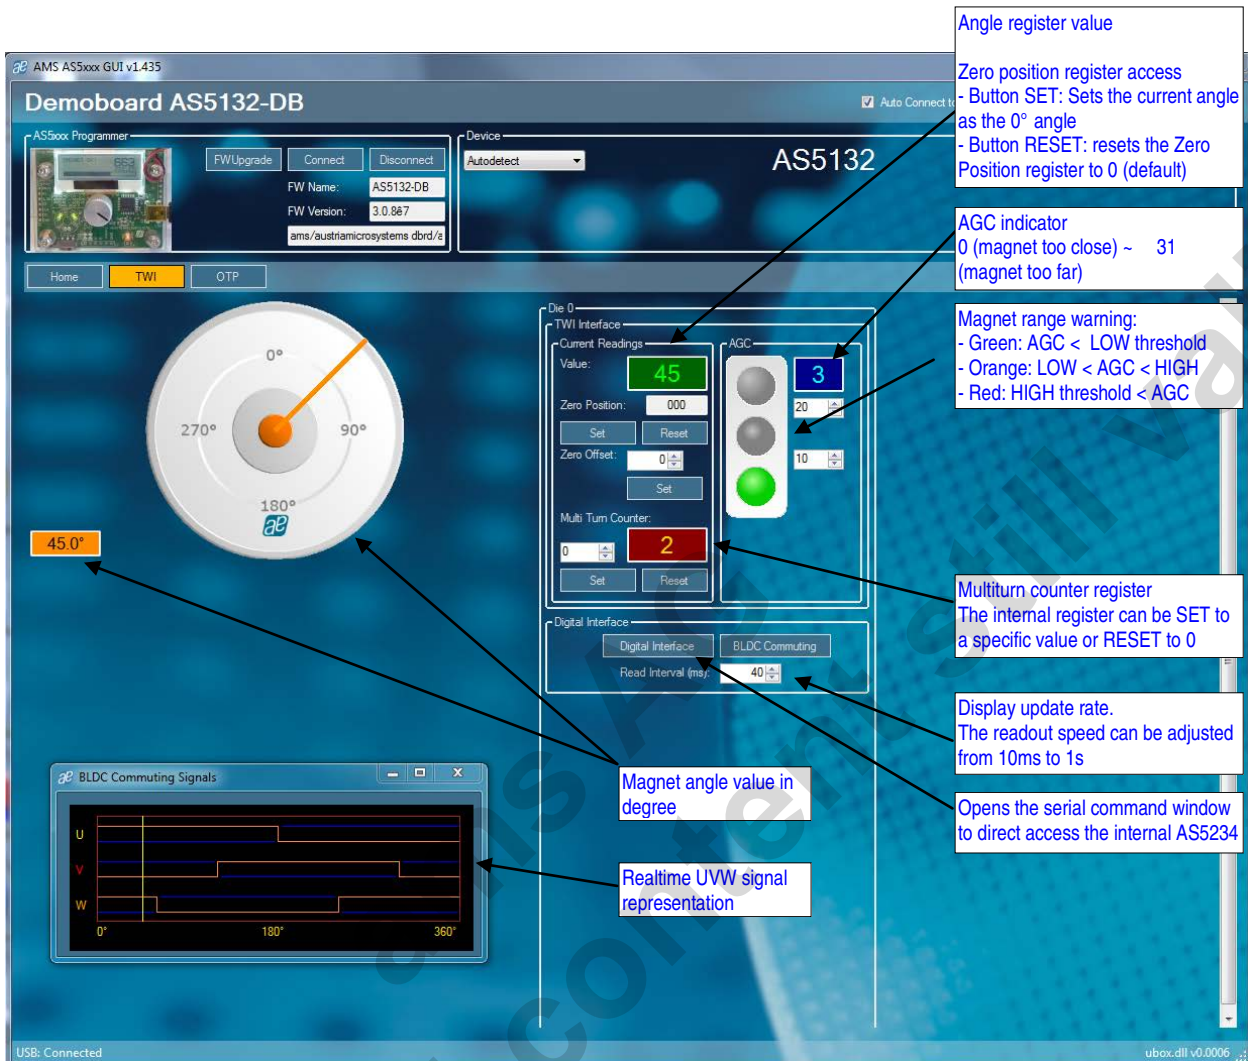 Angle register value
Zero position register access
- Button SET: Sets the current angle
as the 0° angle
- Button RESET: resets the Zero
Position register to 0 (default)
AMS AS5xxx GUI v1.435
Demoboard AS5132-DB
Auto Connect to
AS5xxx Programmer
FWUpgrade
Connect
Disconnect
FW Name:
AS5132-DB
FW Version:
ams/austriamicrosystems dbrd/a
Device
Autodetect
AS5132
AGC indicator
0 (magnet too close) ~ 31
(magnet too far)
Home
TWI
OTP
Magnet range warning:
- Green: AGC < LOW threshold
- Orange: LOW < AGC < HIGH
- Red: HIGH threshold < AGC
0°
90°
180°
270°
45.0°
Die 0
TWI Interface
Current Readings
Value:
45
Zero Position:
000
Set
Reset
Zero Offset:
0
Set
Multi Turn Counter:
0
2
Set
Reset
AGC
3
20
10
Multiturn counter register
The internal register can be SET to
a specific value or RESET to 0
Digital Interface
Digital Interface
BLDC Commuting
Read Interval (ms):
40
Display update rate.
The readout speed can be adjusted
from 10ms to 1s
Magnet angle value in
degree
Opens the serial command window
to direct access the internal AS5234
BLDC Commuting Signals
U
V
W
0°
180°
360°
Realtime UVW signal
representation
USB: Connected
ubox.dll v0.0006
ams AG
content still val